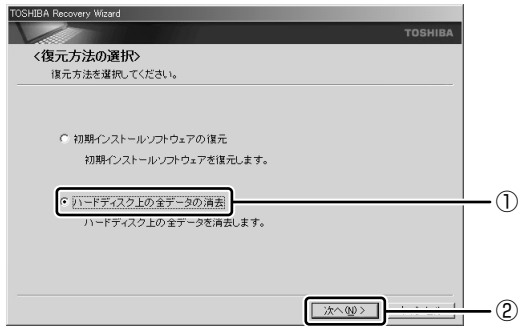 TOSHIBA Recovery Wizard
TOSHIBA
<復元方法の選択>
復元方法を選択してください。
初期インストールソフトウェアの復元
初期インストールソフトウェアを復元します。
ハードディスク上の全データの消去
①
ハードディスク上の全データを消去します。
次へ(N) >
②